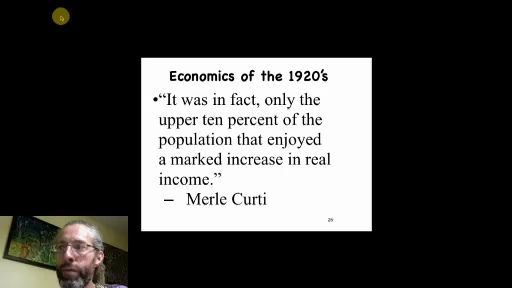 Economics of the 1920's
•“It was in fact, only the
upper ten percent of the
population that enjoyed
a marked increase in real
income.”
– Merle Curti
25